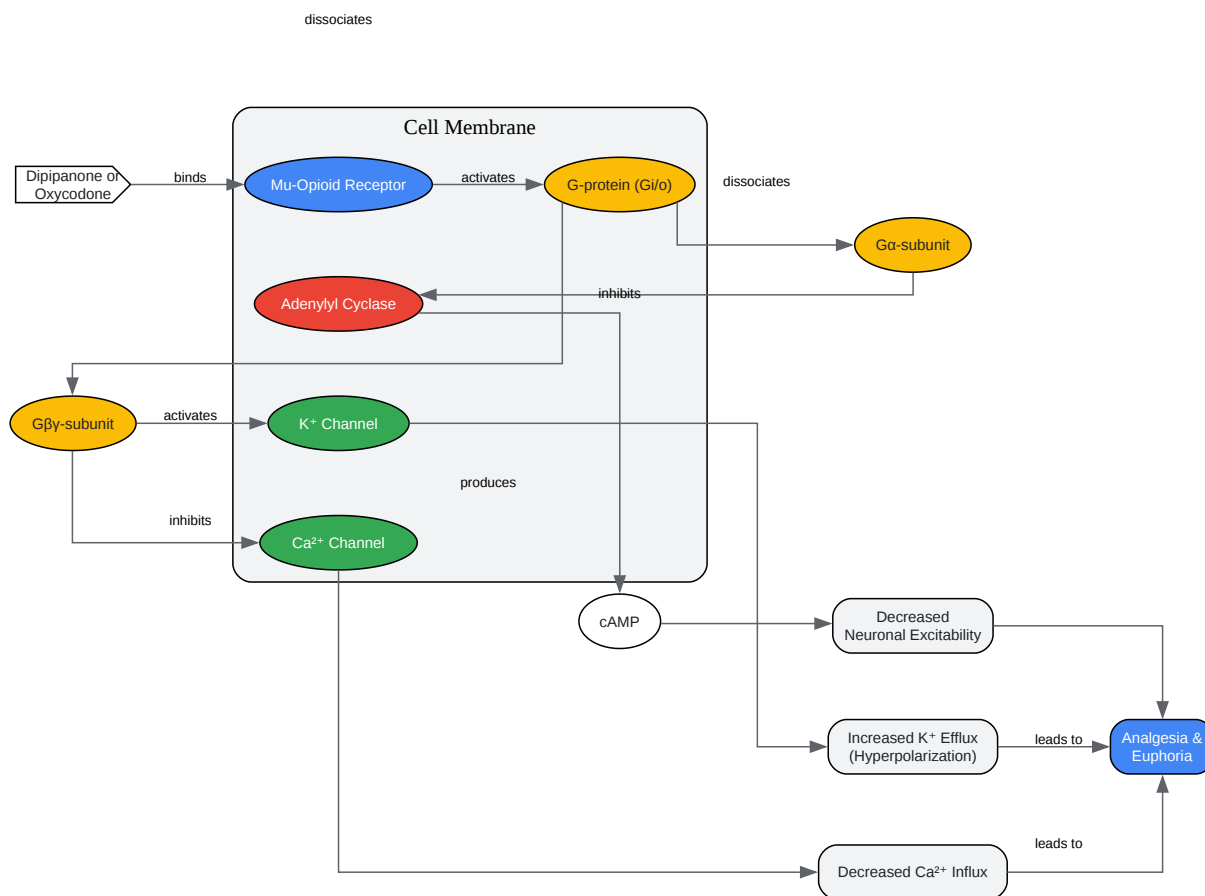 dissociates
Cell Membrane
Dipipanone or
Oxycodone
binds
Mu-Opioid Receptor
activates
G-protein (Gi/o)
dissociates
Gα-subunit
Adenylyl Cyclase
inhibits
Gβγ-subunit
activates
K⁺ Channel
produces
inhibits
Ca²⁺ Channel
cAMP
Decreased
Neuronal Excitability
Increased K⁺ Efflux
(Hyperpolarization)
leads to
Analgesia &
Euphoria
leads to
Decreased Ca²⁺ Influx